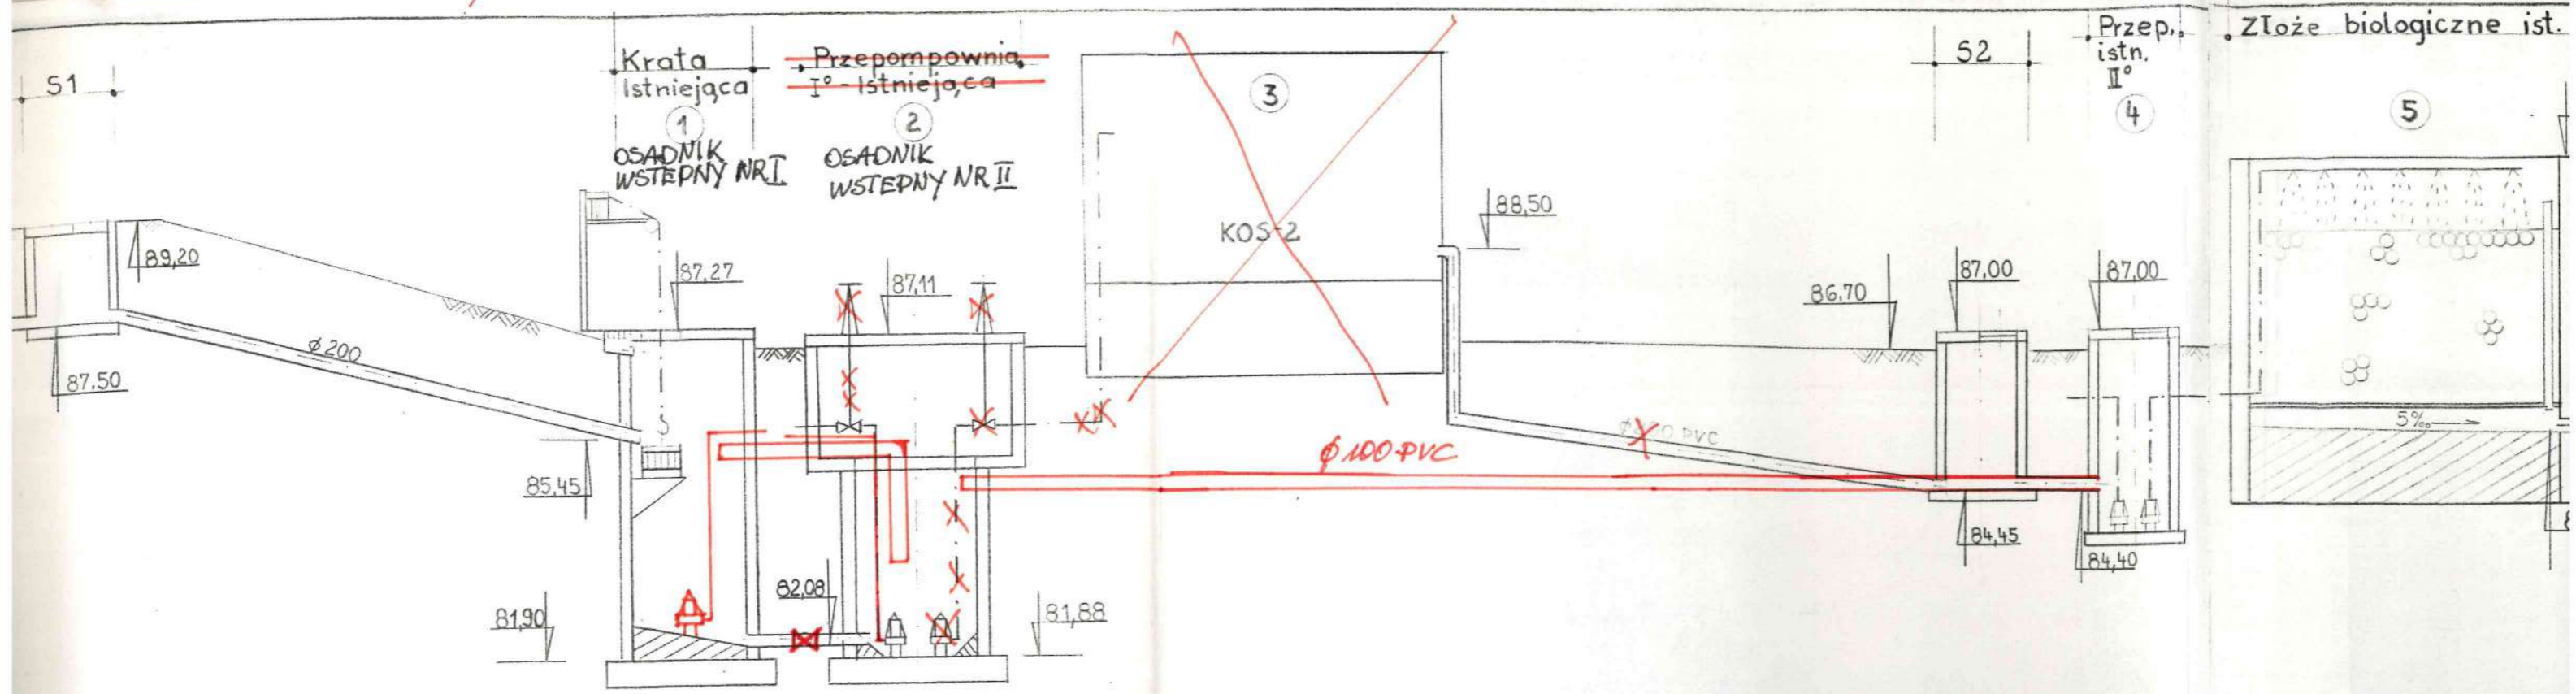 S1
Krata
Istniejąca
1
OSADNIK
WSTEPNY NR I
Przepompownia
I° - Istniejąca
2
OSADNIK
WSTEPNY NR II
3
KOS-2
S2
Przep.
istn.
II°
4
Złoże biologiczne ist.
5
89,20
87.50
ϕ 200
87,27
87,11
88,50
86,70
87,00
87,00
85,45
ϕ 100 PVC
PVC
5‰
81,90
82,08
81,88
84,45
84,40